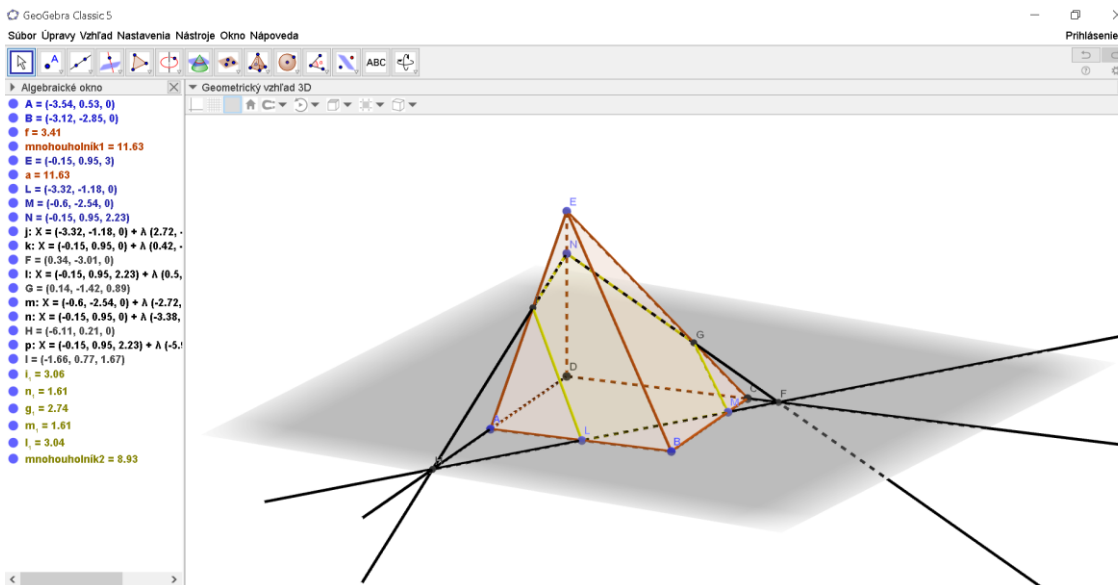 GeoGebra Classic 5
Súbor Úpravy Vzhľad Nastavenia Nástroje Okno Nápoveda
Prihlásenie
ABC
Algebraické okno
Geometrický vzhľad 3D
A = (-3.54, 0.53, 0)
B = (-3.12, -2.85, 0)
f = 3.41
mnohouholník1 = 11.63
E = (-0.15, 0.95, 3)
a = 11.63
L = (-3.32, -1.18, 0)
M = (-0.6, -2.54, 0)
N = (-0.15, 0.95, 2.23)
j: X = (-3.32, -1.18, 0) + λ (2.72, -
k: X = (-0.15, 0.95, 0) + λ (0.42, -
F = (0.34, -3.01, 0)
l: X = (-0.15, 0.95, 2.23) + λ (0.5,
G = (0.14, -1.42, 0.89)
m: X = (-0.6, -2.54, 0) + λ (-2.72,
n: X = (-0.15, 0.95, 0) + λ (-3.38,
H = (-6.11, 0.21, 0)
p: X = (-0.15, 0.95, 2.23) + λ (-5.9
I = (-1.66, 0.77, 1.67)
i₁ = 3.06
n₁ = 1.61
g₁ = 2.74
m₁ = 1.61
l₁ = 3.04
mnohouholník2 = 8.93
E
N
G
D
C
F
M
A
L
B
H